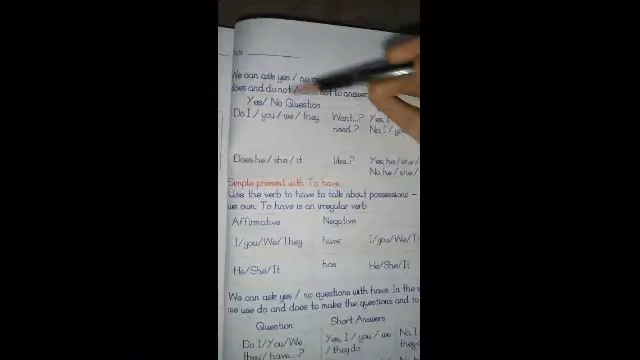 We can ask yes / no
does and do not to answer
Yes/ No Question
Do I / you / we / they Want...? Yes, I
need..? No, I / you
Does he / she / it like..? Yes he / she /
No, he / she
Simple present with To have
Use the verb to have to talk about possessions -
we own. To have is an irregular verb
Affirmative Negative
I/you/We/They have I/you/We/T
He/She/It has He/She/It
We can ask yes / no questions with have. In the
we use do and does to make the questions and
Question Short Answers
Do I/You/We Yes, I / you / we No, I
they/ have...? / they do they